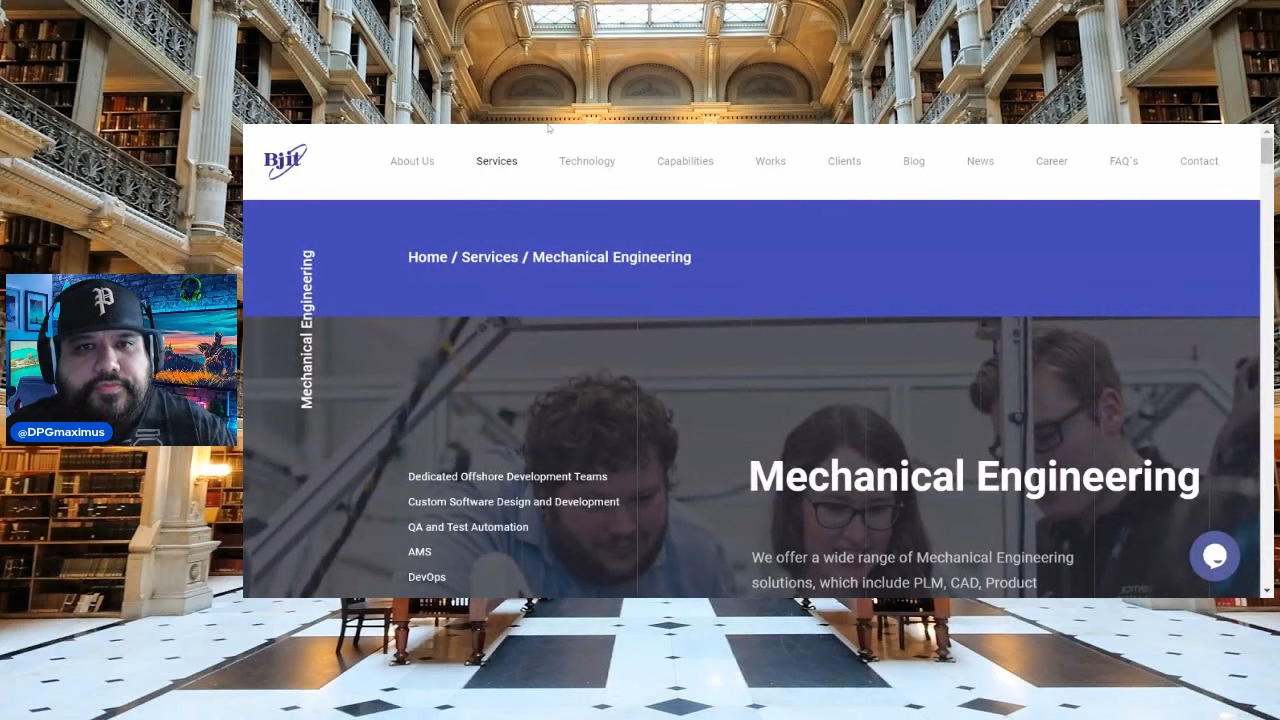 Bjit
About Us
Services
Technology
Capabilities
Works
Clients
Blog
News
Career
FAQ`s
Contact
Home / Services / Mechanical Engineering
Mechanical Engineering
P
@DPGmaximus
Dedicated Offshore Development Teams
Custom Software Design and Development
QA and Test Automation
AMS
DevOps
Mechanical Engineering
We offer a wide range of Mechanical Engineering
solutions, which include PLM, CAD, Product